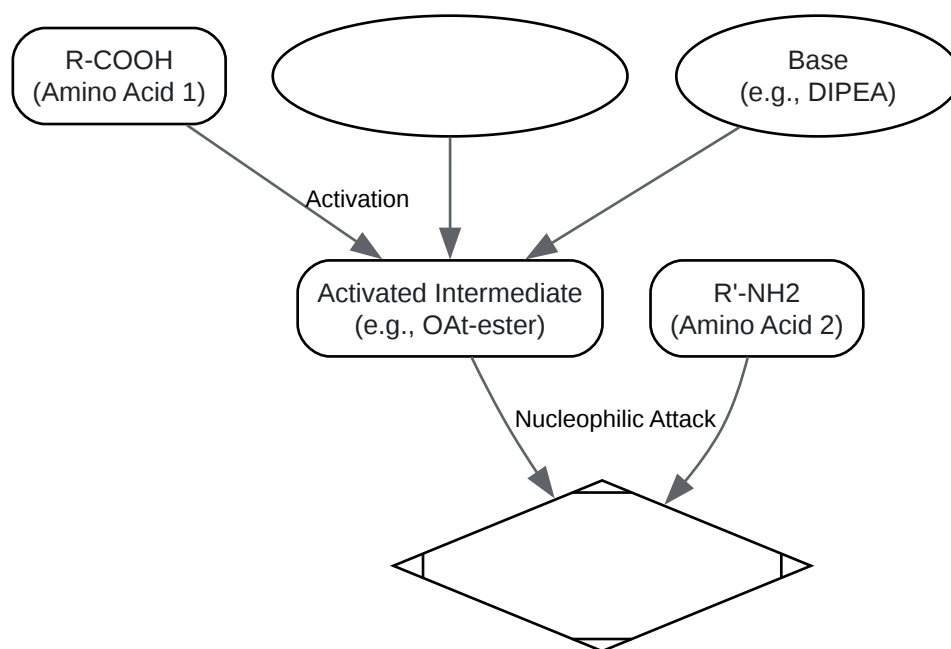 R-COOH
(Amino Acid 1)
Base
(e.g., DIPEA)
Activation
Activated Intermediate
(e.g., OAt-ester)
R'-NH2
(Amino Acid 2)
Nucleophilic Attack